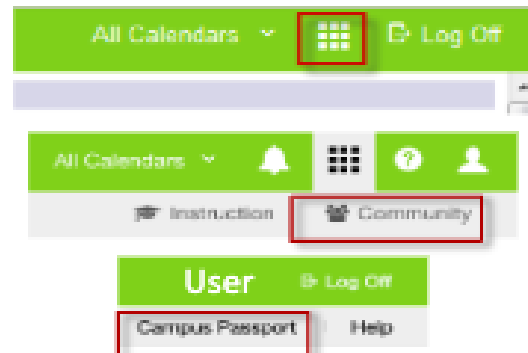 All Calendars Log Off
All Calendars
Instruction Community
User Log Off
Campus Passport Help